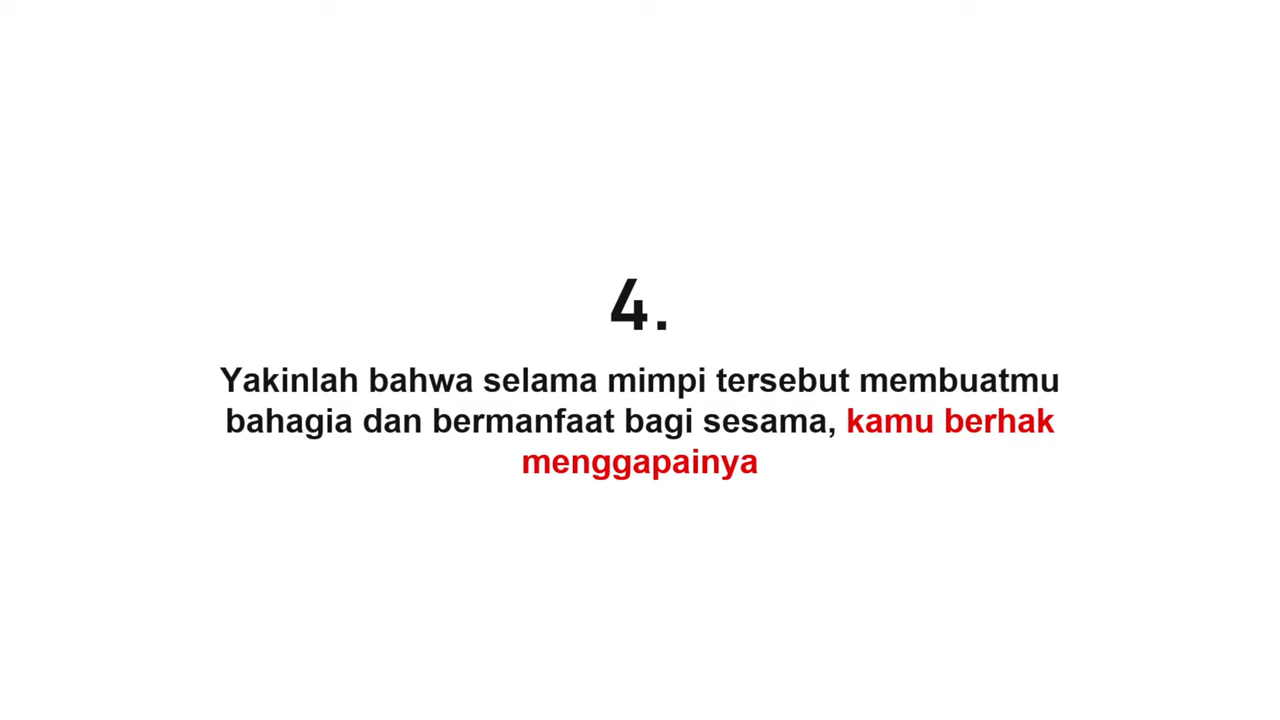 4.
Yakinlah bahwa selama mimpi tersebut membuatmu
bahagia dan bermanfaat bagi sesama, kamu berhak
menggapainya